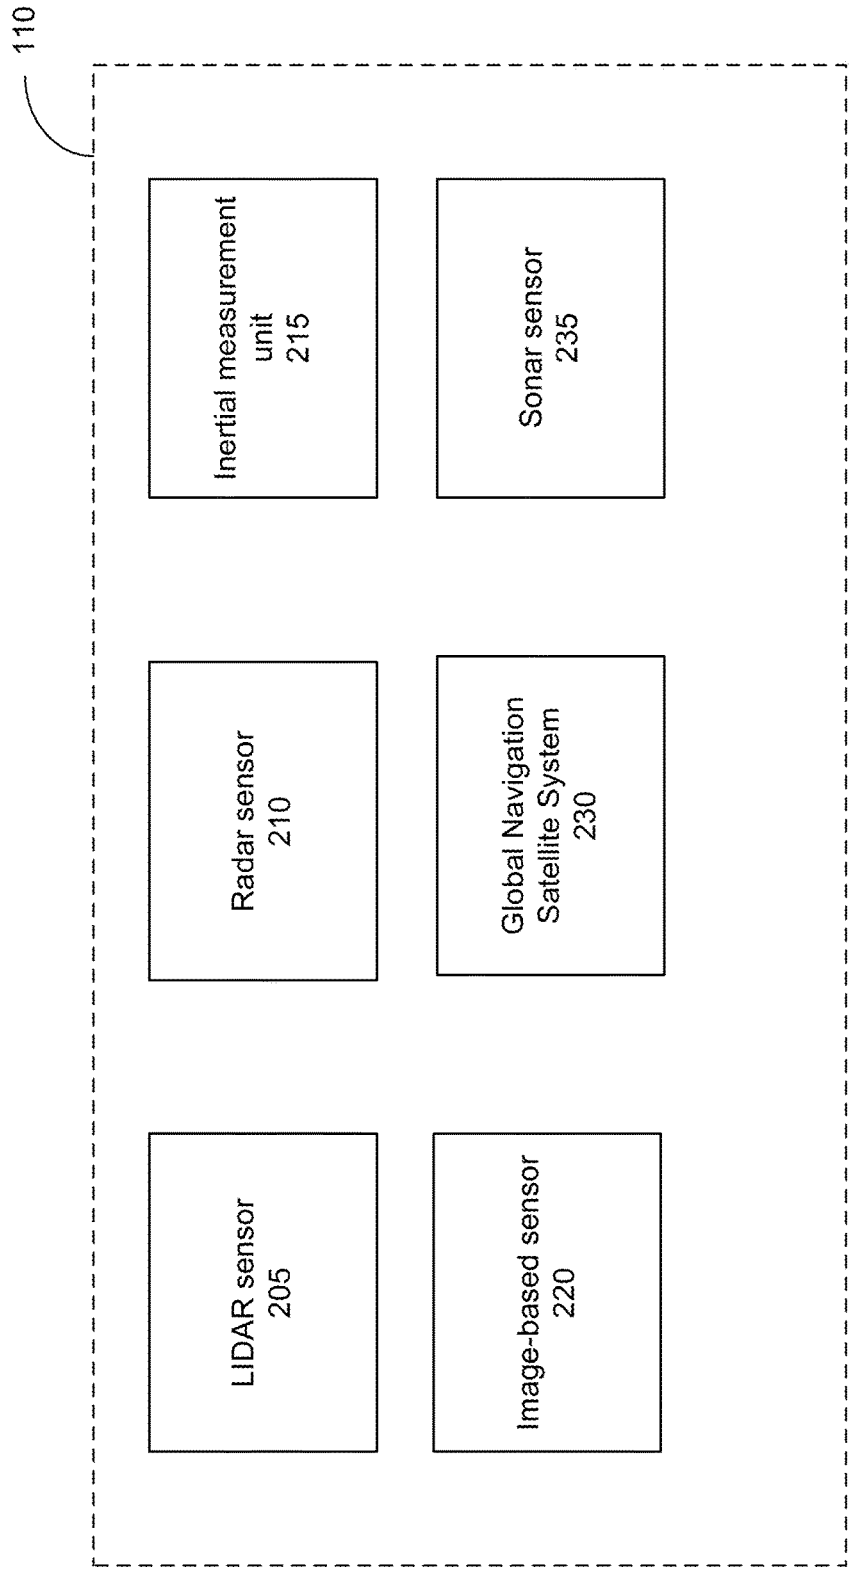 110
LIDAR sensor
205
Radar sensor
210
Inertial measurement
unit
215
Image-based sensor
220
Global Navigation
Satellite System
230
Sonar sensor
235